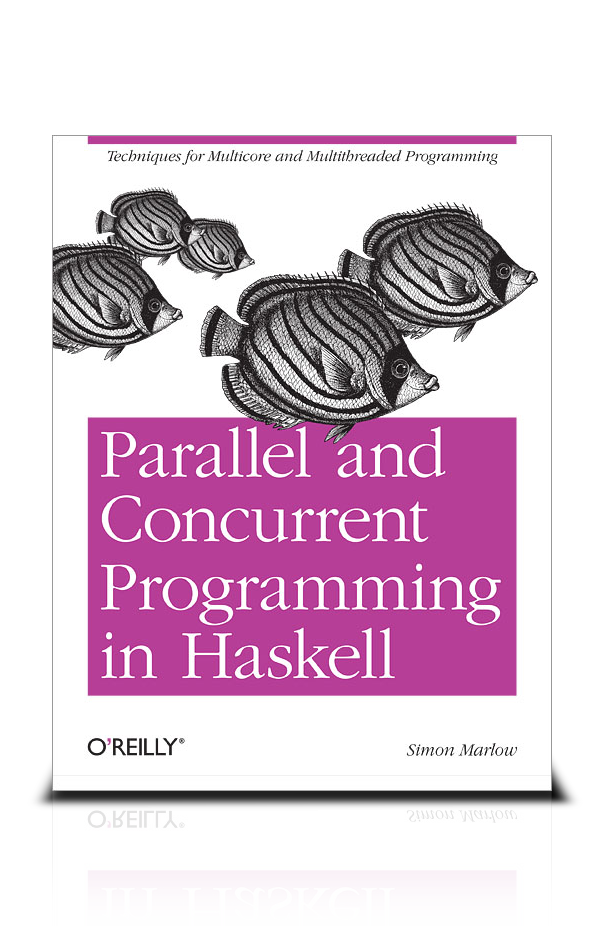 Techniques for Multicore and Multithreaded Programming
Parallel and
Concurrent
Programming
in Haskell
O'REILLY®
Simon Marlow